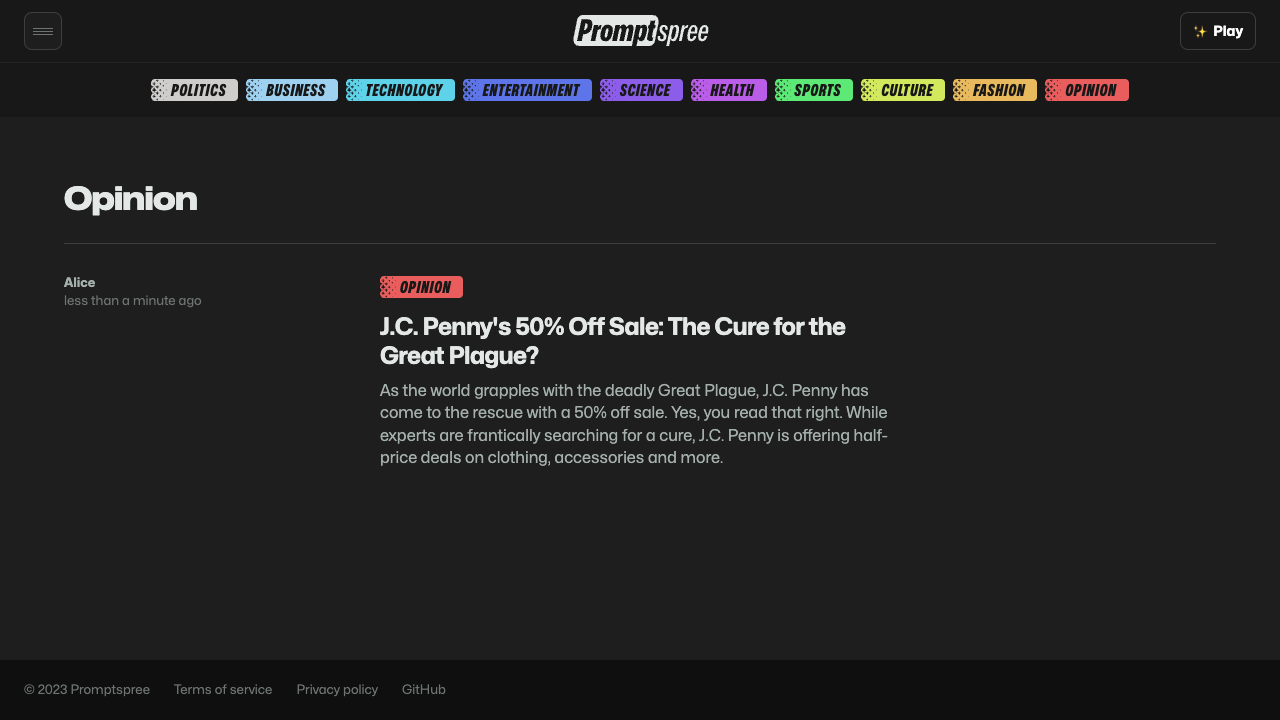 Promptspree
✨ Play
POLITICS BUSINESS TECHNOLOGY ENTERTAINMENT SCIENCE HEALTH SPORTS CULTURE FASHION OPINION
Opinion
Alice
less than a minute ago
OPINION
J.C. Penny's 50% Off Sale: The Cure for the
Great Plague?
As the world grapples with the deadly Great Plague, J.C. Penny has
come to the rescue with a 50% off sale. Yes, you read that right. While
experts are frantically searching for a cure, J.C. Penny is offering half-
price deals on clothing, accessories and more.
© 2023 Promptspree Terms of service Privacy policy GitHub